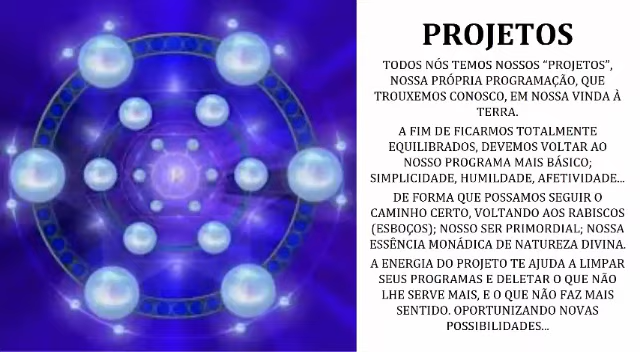 PROJETOS
TODOS NÓS TEMOS NOSSOS “PROJETOS”,
NOSSA PRÓPRIA PROGRAMAÇÃO, QUE
TROUXEMOS CONOSCO, EM NOSSA VINDA À
TERRA.
A FIM DE FICARMOS TOTALMENTE
EQUILIBRADOS, DEVEMOS VOLTAR AO
NOSSO PROGRAMA MAIS BÁSICO;
SIMPLICIDADE, HUMILDADE, AFETIVIDADE...
DE FORMA QUE POSSAMOS SEGUIR O
CAMINHO CERTO, VOLTANDO AOS RABISCOS
(ESBOÇOS); NOSSO SER PRIMORDIAL; NOSSA
ESSÊNCIA MONÁDICA DE NATUREZA DIVINA.
A ENERGIA DO PROJETO TE AJUDA A LIMPAR
SEUS PROGRAMAS E DELETAR O QUE NÃO
LHE SERVE MAIS, E O QUE NÃO FAZ MAIS
SENTIDO. OPORTUNIZANDO NOVAS
POSSIBILIDADES...